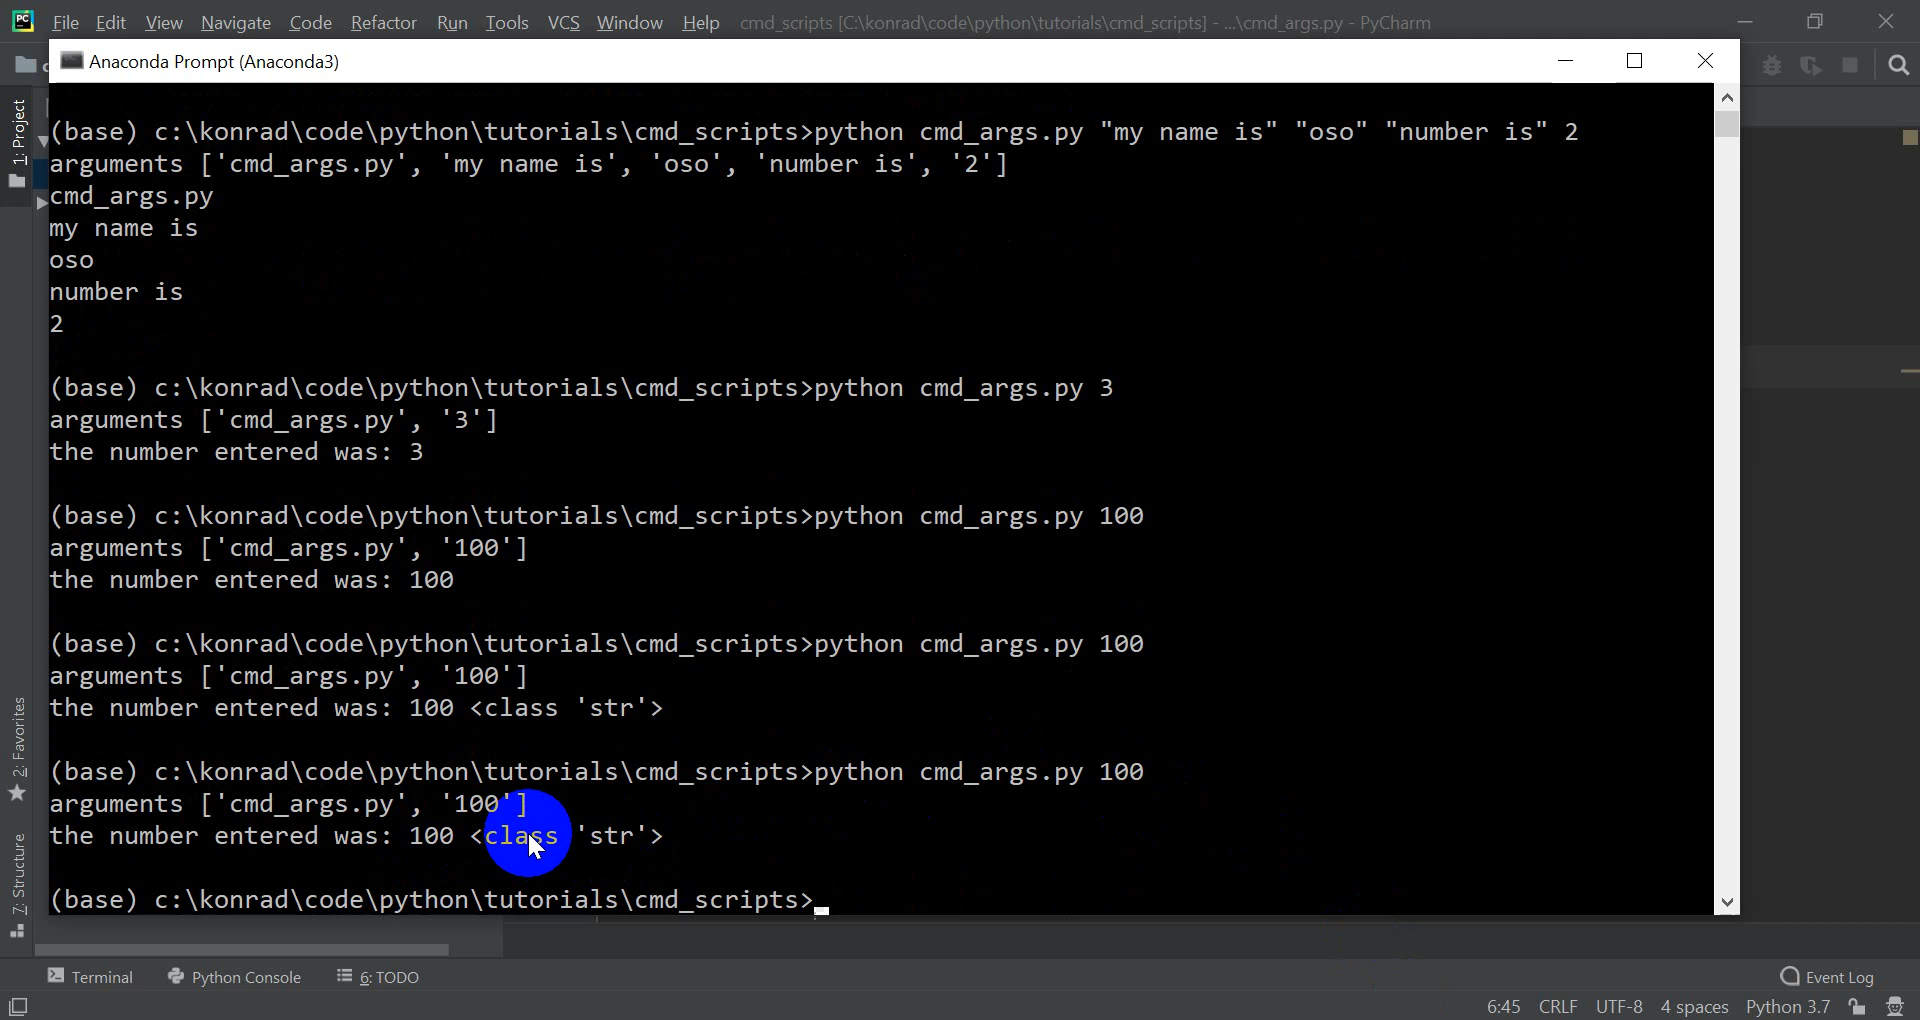 PC File Edit View Navigate Code Refactor Run Tools VCS Window Help cmd_scripts [C:\konrad\code\python\tutorials\cmd_scripts] - ...\cmd_args.py - PyCharm
Anaconda Prompt (Anaconda3)
1: Project
(base) c:\konrad\code\python\tutorials\cmd_scripts>python cmd_args.py "my name is" "oso" "number is" 2
arguments ['cmd_args.py', 'my name is', 'oso', 'number is', '2']
cmd_args.py
my name is
oso
number is
2
(base) c:\konrad\code\python\tutorials\cmd_scripts>python cmd_args.py 3
arguments ['cmd_args.py', '3']
the number entered was: 3
(base) c:\konrad\code\python\tutorials\cmd_scripts>python cmd_args.py 100
arguments ['cmd_args.py', '100']
the number entered was: 100
(base) c:\konrad\code\python\tutorials\cmd_scripts>python cmd_args.py 100
arguments ['cmd_args.py', '100']
the number entered was: 100 <class 'str'>
(base) c:\konrad\code\python\tutorials\cmd_scripts>python cmd_args.py 100
arguments ['cmd_args.py', '100']
the number entered was: 100 <class 'str'>
(base) c:\konrad\code\python\tutorials\cmd_scripts>
2: Favorites
7: Structure
Terminal Python Console 6: TODO Event Log
6:45 CRLF UTF-8 4 spaces Python 3.7